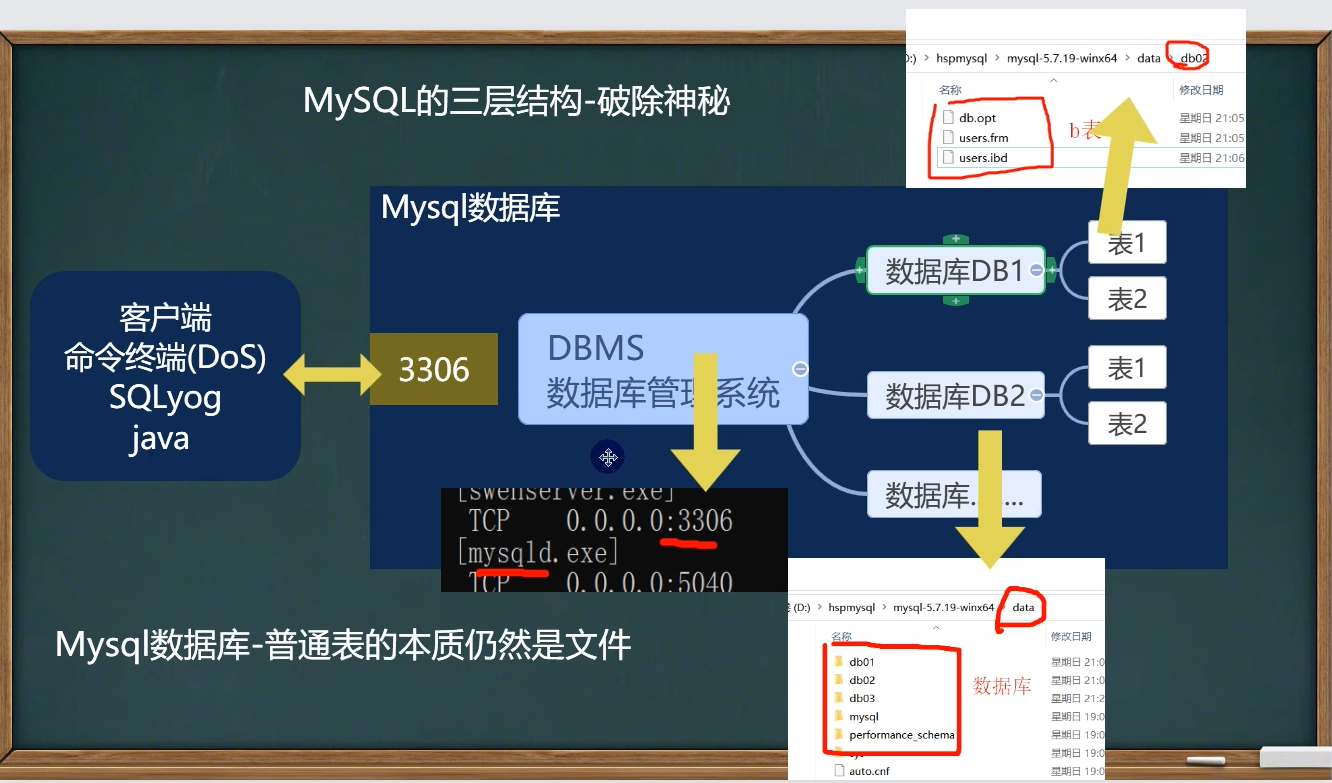 MySQL的三层结构-破除神秘
:) › hspmysql › mysql-5.7.19-winx64 › data › db02
名称 修改日期
db.opt 星期日 21:05
users.frm 星期日 21:05
users.ibd 星期日 21:06
b表
Mysql数据库
客户端
命令终端(DoS)
SQLyog
java
3306
DBMS
数据库管理系统
数据库DB1
表1
表2
数据库DB2
表1
表2
数据库......
[swenserver.exe]
TCP 0.0.0.0:3306
[mysqld.exe]
TCP 0.0.0.0:5040
Mysql数据库-普通表的本质仍然是文件
(D:) › hspmysql › mysql-5.7.19-winx64 › data
名称 修改日期
db01 星期日 21:0
db02 星期日 21:0
db03 星期日 21:2
mysql 星期日 19:0
performance_schema 星期日 19:0
星期日 19:0
auto.cnf 星期日 19:0
数据库